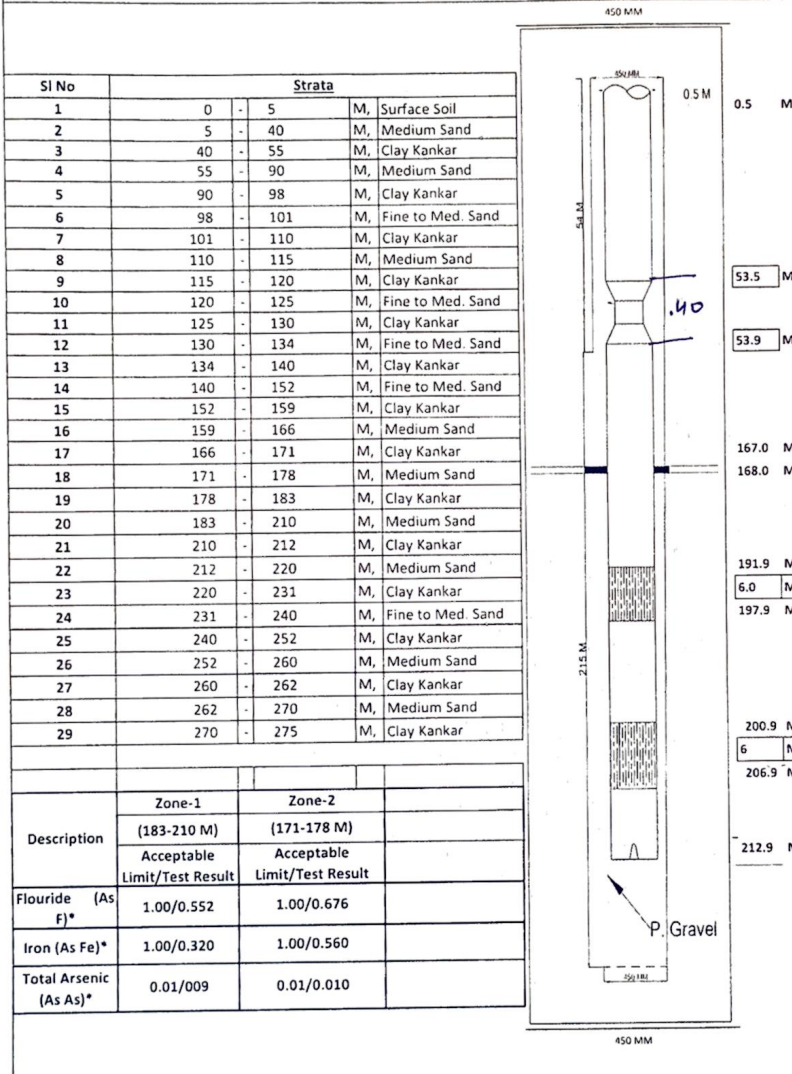 450 MM
Sl No Strata
1 0 - 5 M, Surface Soil
2 5 - 40 M, Medium Sand
3 40 - 55 M, Clay Kankar
4 55 - 90 M, Medium Sand
5 90 - 98 M, Clay Kankar
6 98 - 101 M, Fine to Med. Sand
7 101 - 110 M, Clay Kankar
8 110 - 115 M, Medium Sand
9 115 - 120 M, Clay Kankar
10 120 - 125 M, Fine to Med. Sand
11 125 - 130 M, Clay Kankar
12 130 - 134 M, Fine to Med. Sand
13 134 - 140 M, Clay Kankar
14 140 - 152 M, Fine to Med. Sand
15 152 - 159 M, Clay Kankar
16 159 - 166 M, Medium Sand
17 166 - 171 M, Clay Kankar
18 171 - 178 M, Medium Sand
19 178 - 183 M, Clay Kankar
20 183 - 210 M, Medium Sand
21 210 - 212 M, Clay Kankar
22 212 - 220 M, Medium Sand
23 220 - 231 M, Clay Kankar
24 231 - 240 M, Fine to Med. Sand
25 240 - 252 M, Clay Kankar
26 252 - 260 M, Medium Sand
27 260 - 262 M, Clay Kankar
28 262 - 270 M, Medium Sand
29 270 - 275 M, Clay Kankar
Description
Zone-1 Zone-2
(183-210 M) (171-178 M)
Acceptable Acceptable
Limit/Test Result Limit/Test Result
Flouride (As
F)* 1.00/0.552 1.00/0.676
Iron (As Fe)* 1.00/0.320 1.00/0.560
Total Arsenic
(As As)* 0.01/009 0.01/0.010
450 MM
0.5 M
0.5 M
54 M
53.5 M
.40
53.9 M
167.0 M
168.0 M
191.9 M
6.0 M
197.9 M
215 M
200.9 M
6 M
206.9 M
212.9 M
P. Gravel
450 MM
450 MM